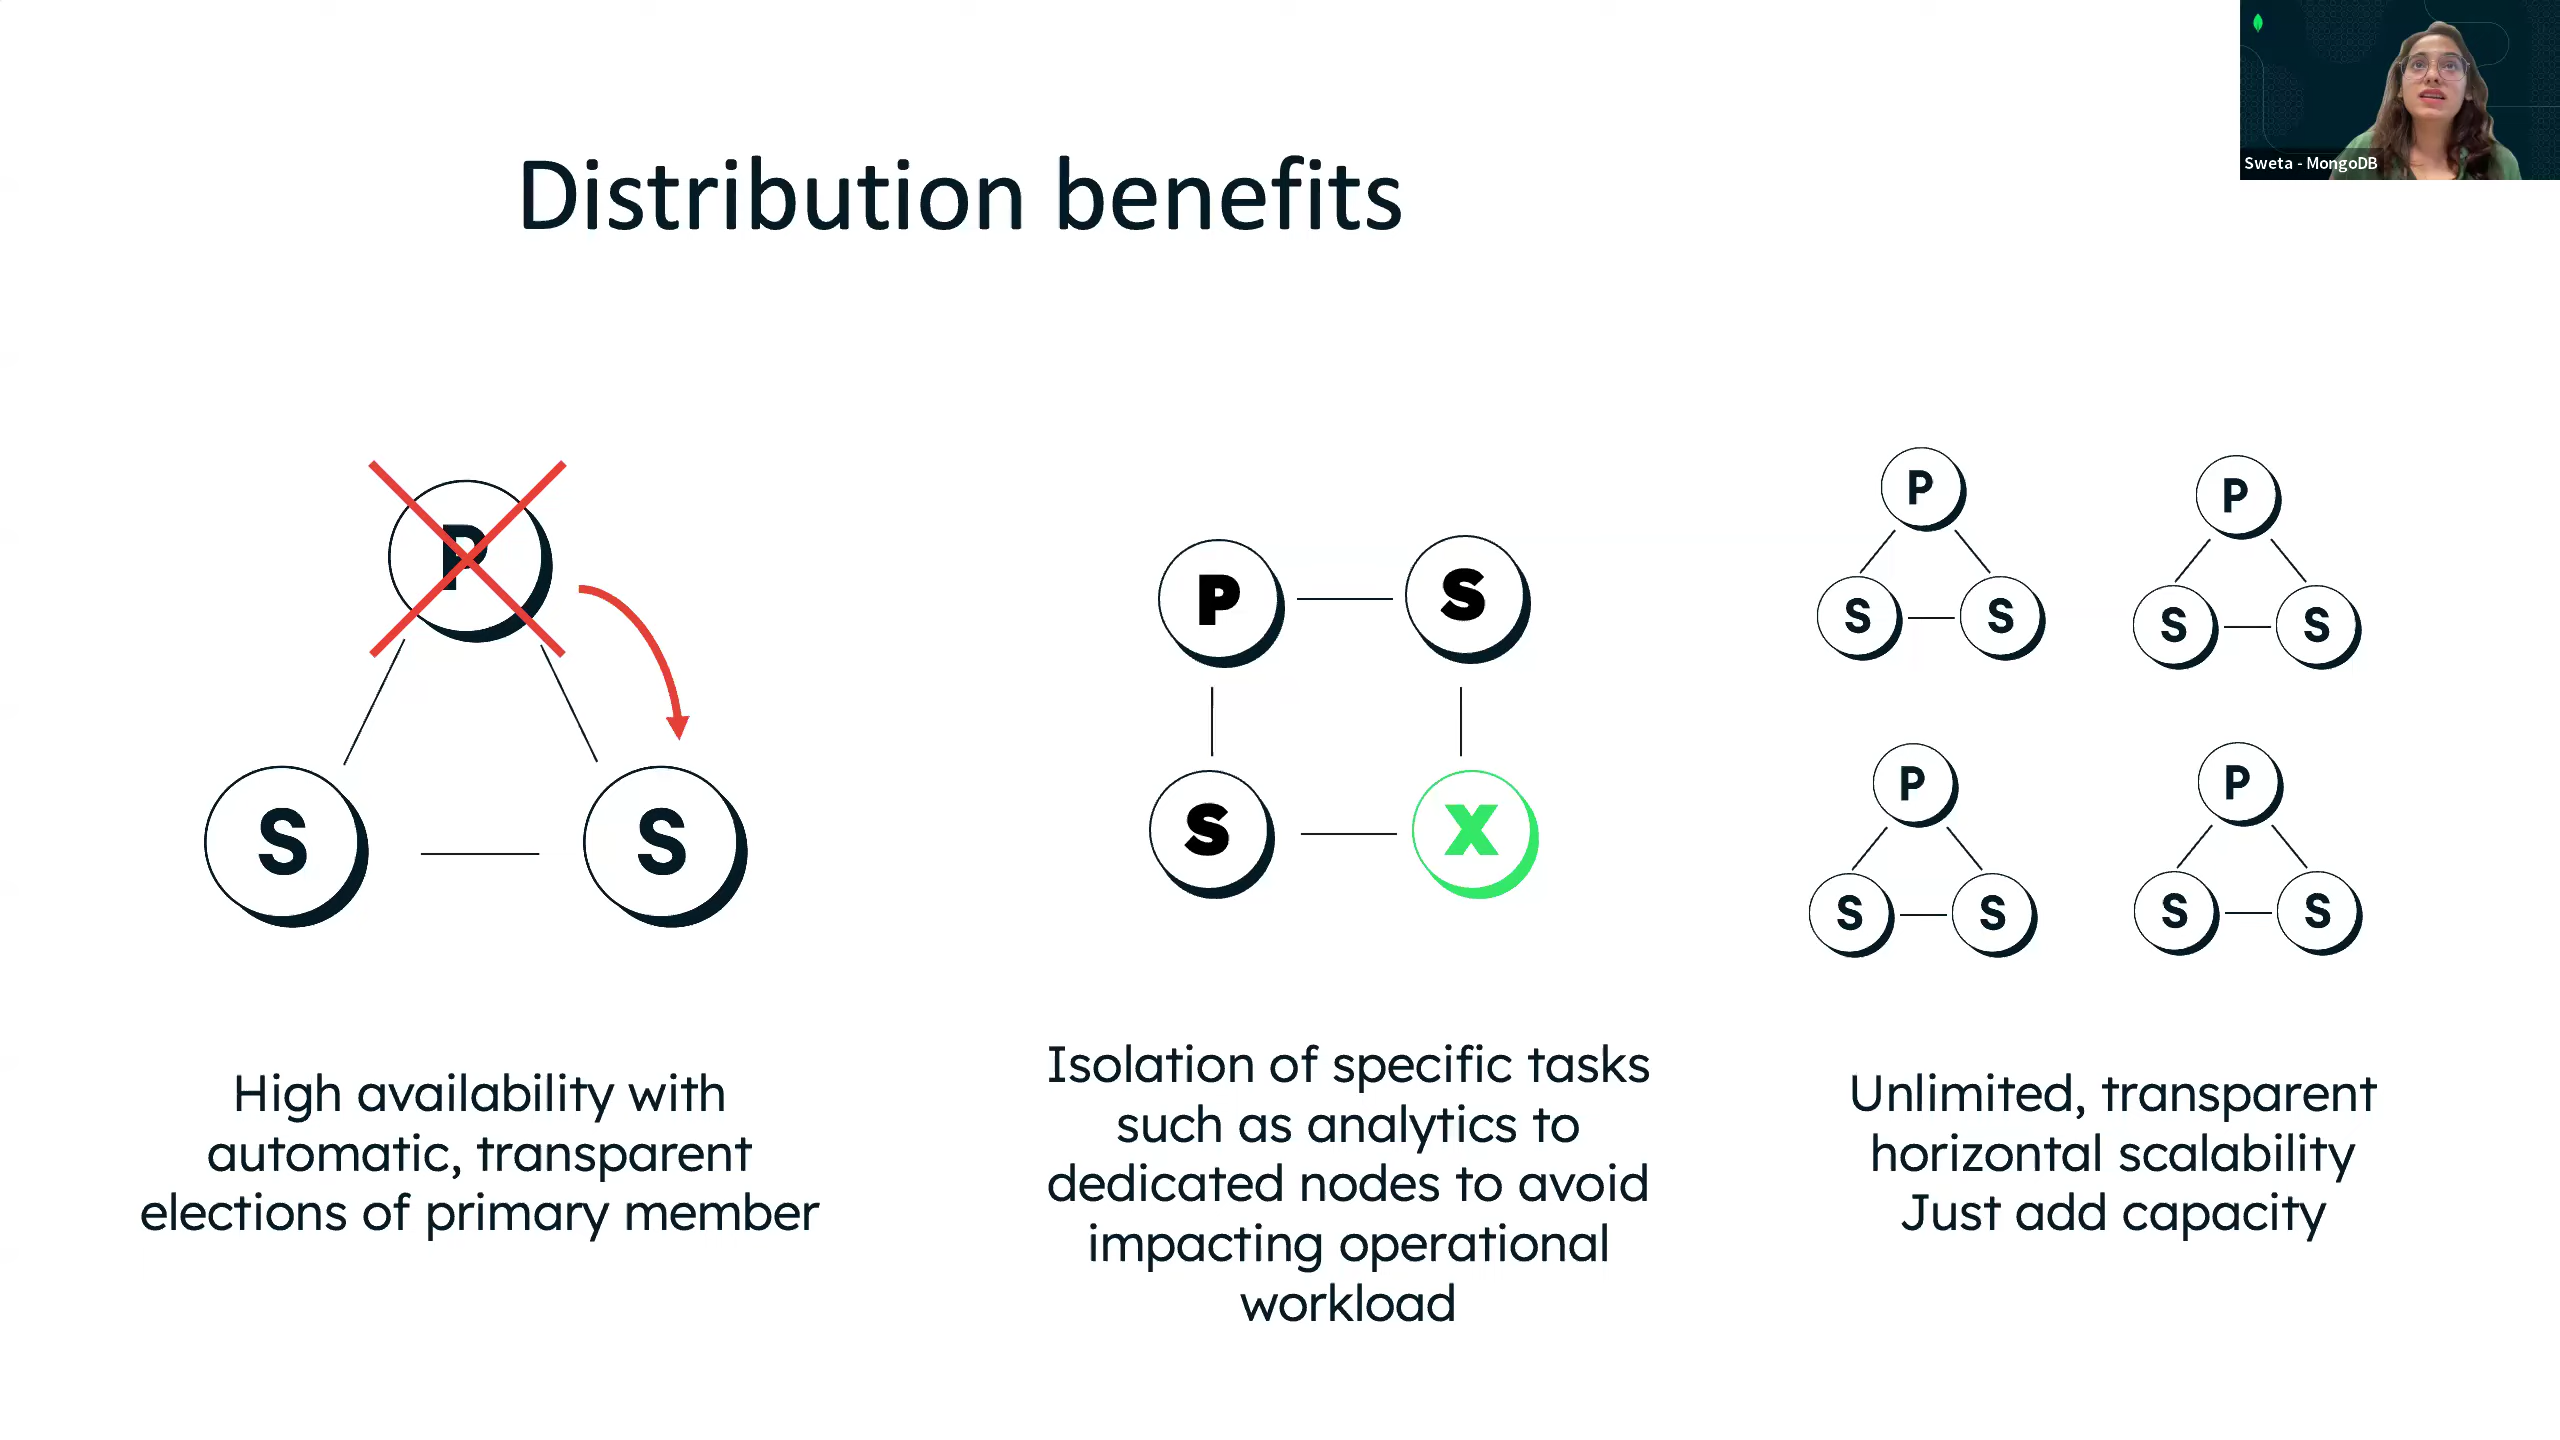 Sweta - MongoDB
Distribution benefits
P
S
S
High availability with
automatic, transparent
elections of primary member
P
S
S
X
Isolation of specific tasks
such as analytics to
dedicated nodes to avoid
impacting operational
workload
P
S
S
P
S
S
P
S
S
P
S
S
Unlimited, transparent
horizontal scalability
Just add capacity